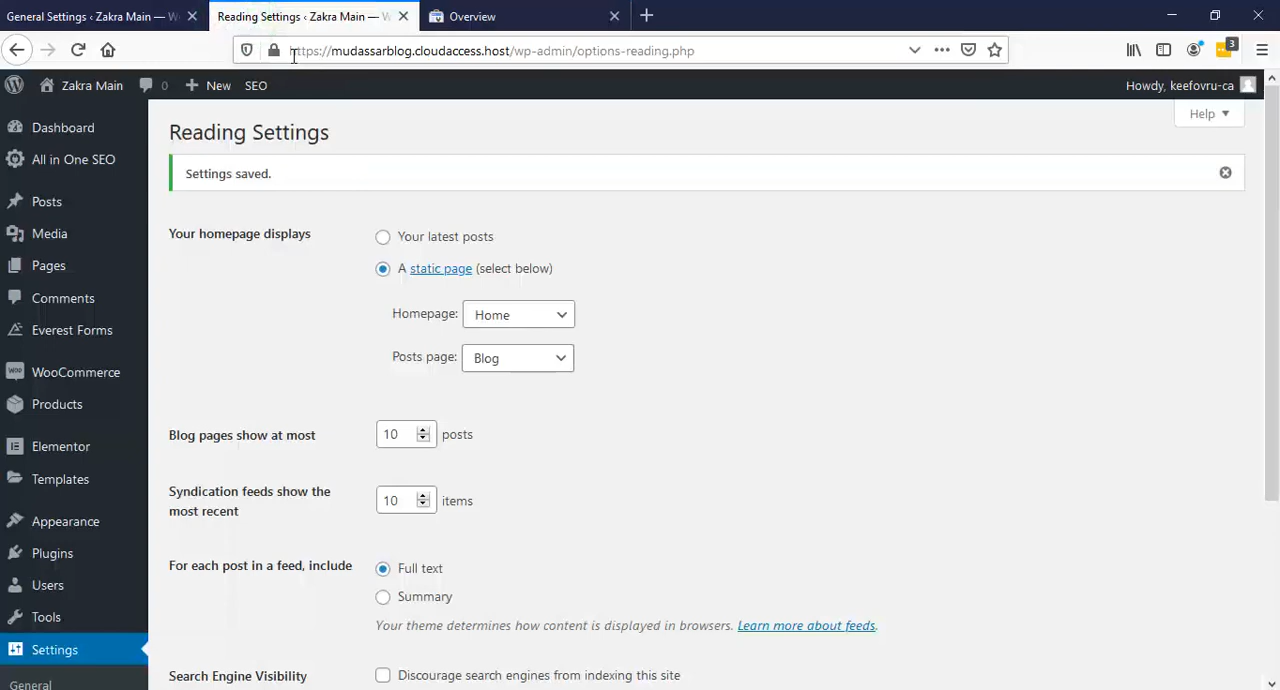 General Settings ‹ Zakra Main — W
Reading Settings ‹ Zakra Main — W
Overview
https://mudassarblog.cloudaccess.host/wp-admin/options-reading.php
3
Zakra Main
0
New
SEO
Howdy, keefovru-ca
Help
Dashboard
All in One SEO
Posts
Media
Pages
Comments
Everest Forms
WooCommerce
Products
Elementor
Templates
Appearance
Plugins
Users
Tools
Settings
General
Reading Settings
Settings saved.
Your homepage displays
Your latest posts
A static page (select below)
Homepage: Home
Posts page: Blog
Blog pages show at most
10 posts
Syndication feeds show the
most recent
10 items
For each post in a feed, include
Full text
Summary
Your theme determines how content is displayed in browsers. Learn more about feeds.
Search Engine Visibility
Discourage search engines from indexing this site